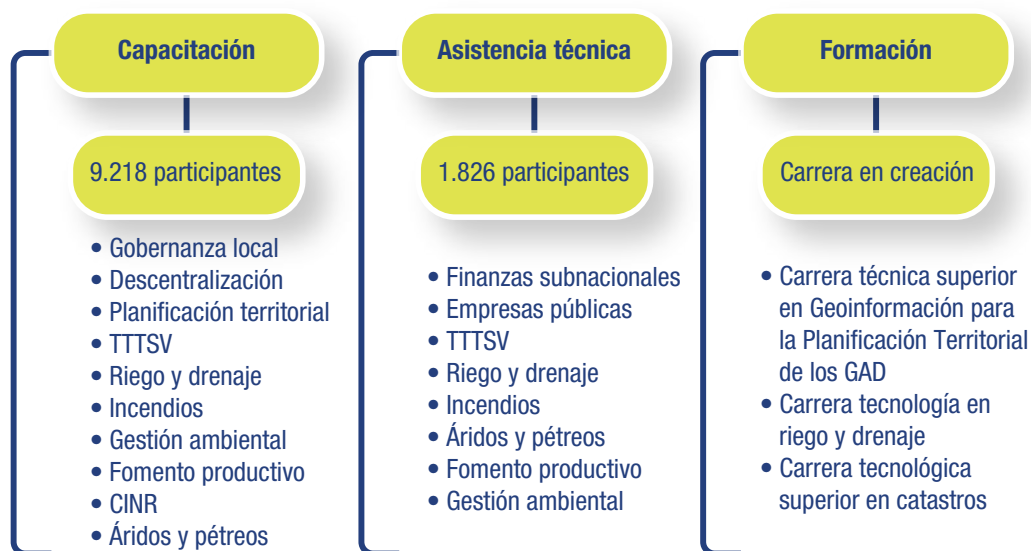 Capacitación
9.218 participantes
• Gobernanza local
• Descentralización
• Planificación territorial
• TTTSV
• Riego y drenaje
• Incendios
• Gestión ambiental
• Fomento productivo
• CINR
• Áridos y pétreos
Asistencia técnica
1.826 participantes
• Finanzas subnacionales
• Empresas públicas
• TTTSV
• Riego y drenaje
• Incendios
• Áridos y pétreos
• Fomento productivo
• Gestión ambiental
Formación
Carrera en creación
• Carrera técnica superior
en Geoinformación para
la Planificación Territorial
de los GAD
• Carrera tecnología en
riego y drenaje
• Carrera tecnológica
superior en catastros